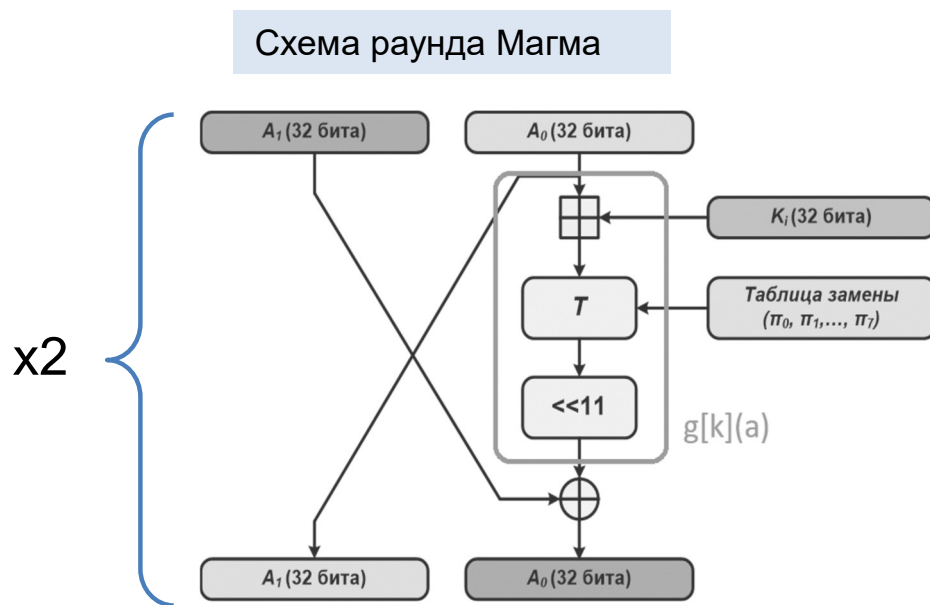 Схема раунда Магма
A₁ (32 бита)
A₀ (32 бита)
Kᵢ (32 бита)
T
Таблица замены
(π₀, π₁,..., π₇)
x2
<<11
g[k](a)
A₁ (32 бита)
A₀ (32 бита)